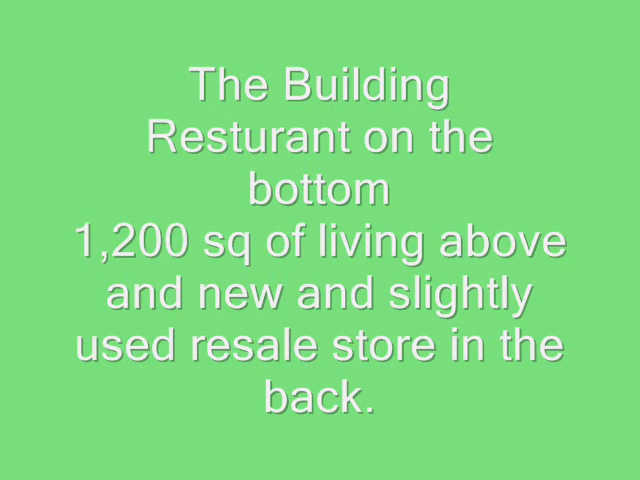 The Building
Resturant on the
bottom
1,200 sq of living above
and new and slightly
used resale store in the
back.